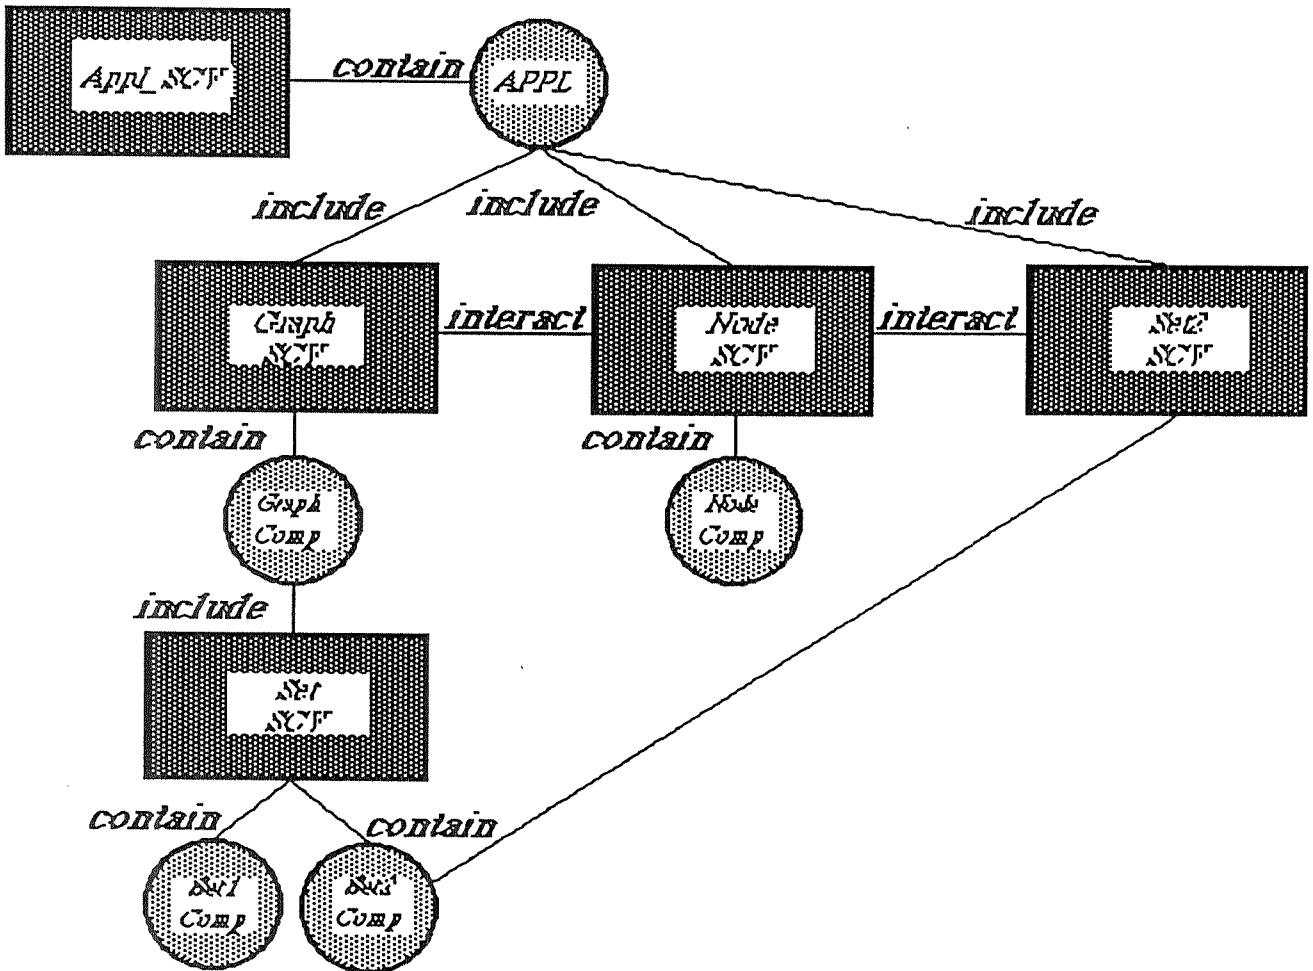 Appl_SCF
contain
APPL
include
include
include
Graph
SCF
interact
Node
SCF
interact
SCF
contain
contain
Graph
Comp
Node
Comp
include
Set
SCF
contain
contain
Set1
Comp
Comp